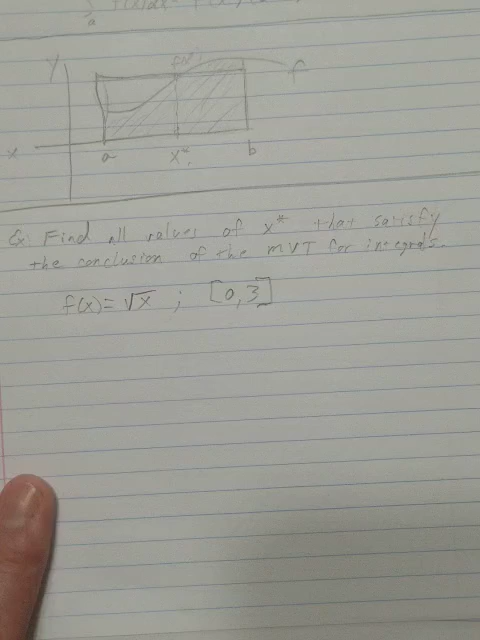 y
f(x*)
f
x
a
x*
b
Ex: Find all values of x* that satisfy
the conclusion of the MVT for integrals.
f(x)= √x ; [0,3]